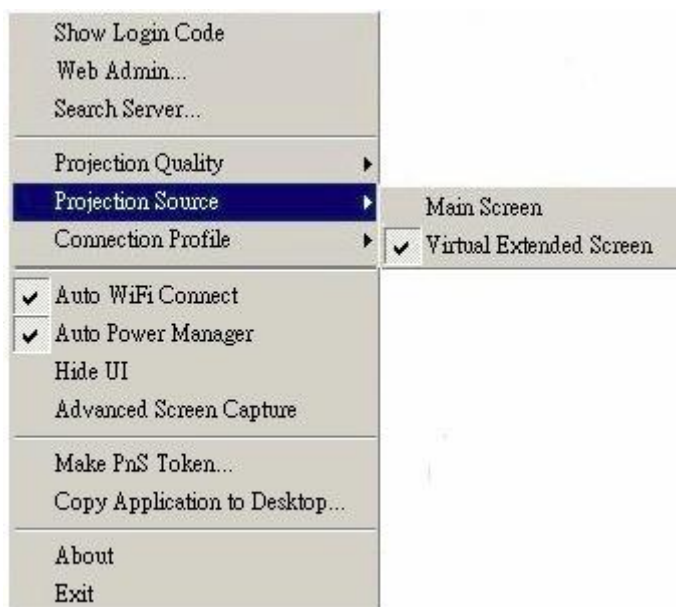 Show Login Code
Web Admin...
Search Server...
Projection Quality
Projection Source
Connection Profile
Main Screen
Virtual Extended Screen
Auto WiFi Connect
Auto Power Manager
Hide UI
Advanced Screen Capture
Make PnS Token...
Copy Application to Desktop...
About
Exit